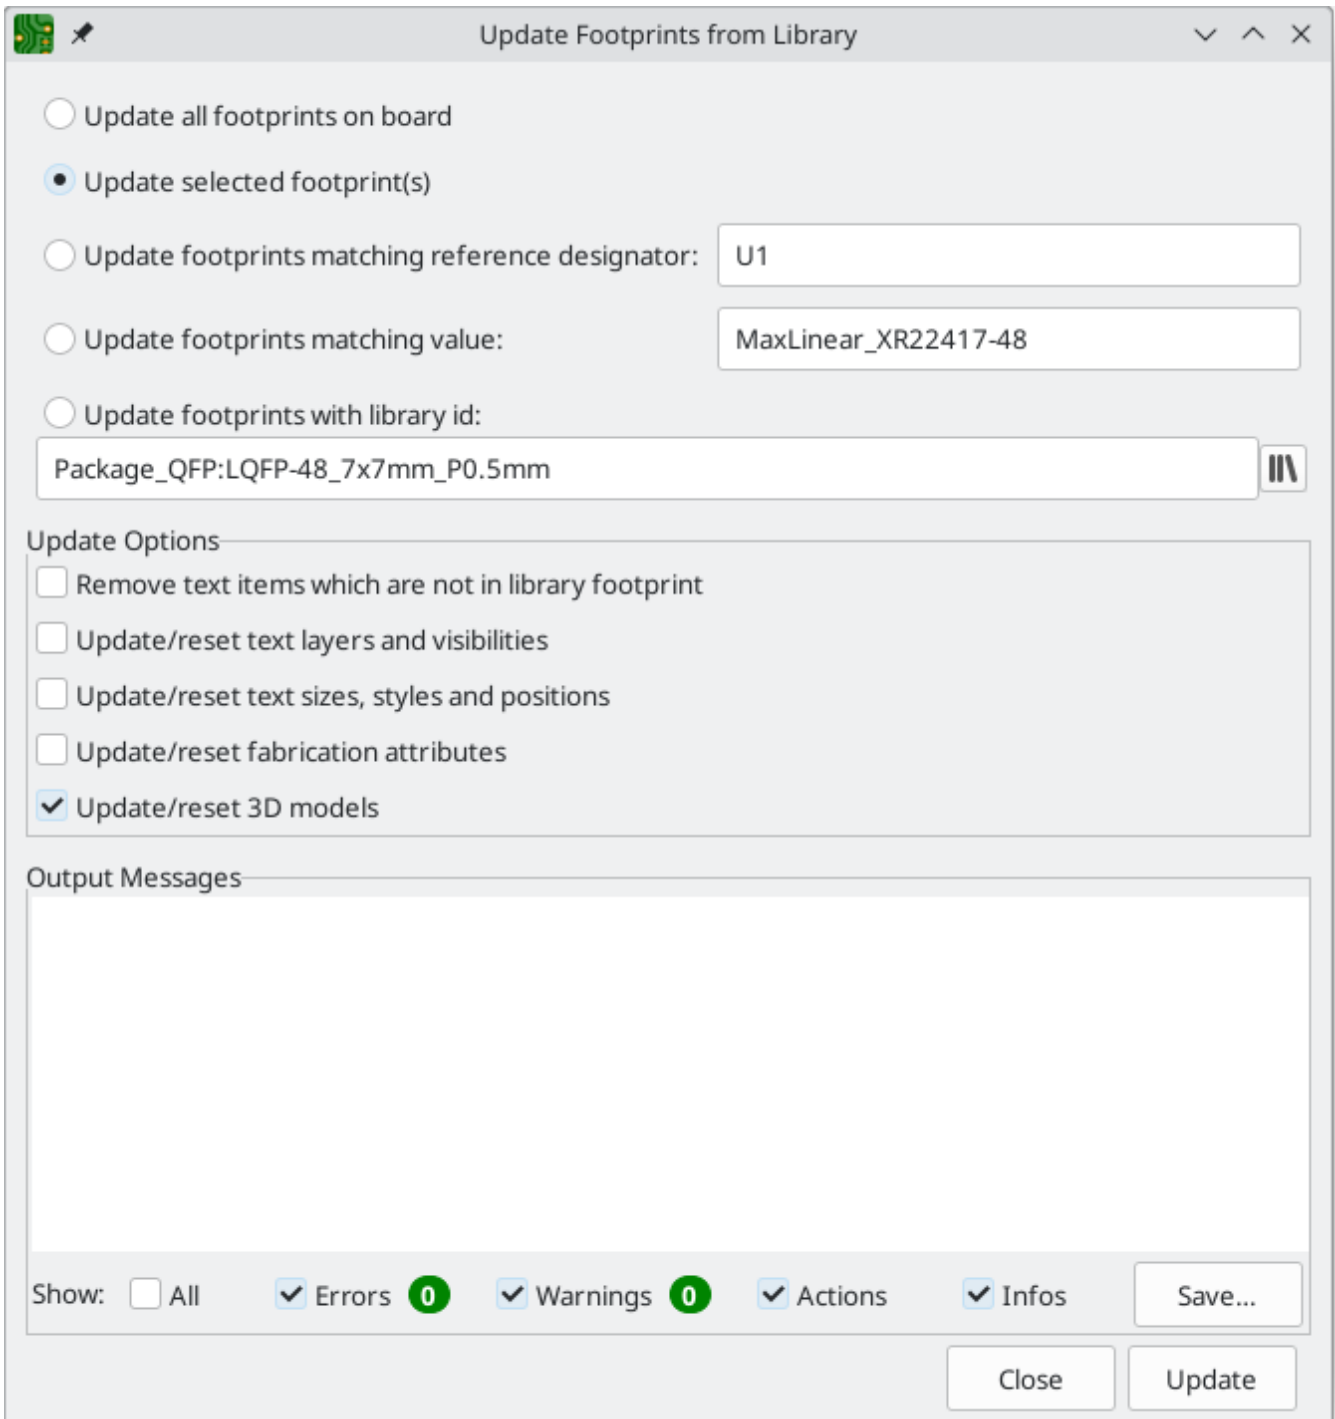 Update Footprints from Library
Update all footprints on board
Update selected footprint(s)
Update footprints matching reference designator: U1
Update footprints matching value: MaxLinear_XR22417-48
Update footprints with library id:
Package_QFP:LQFP-48_7x7mm_P0.5mm
Update Options
Remove text items which are not in library footprint
Update/reset text layers and visibilities
Update/reset text sizes, styles and positions
Update/reset fabrication attributes
Update/reset 3D models
Output Messages
Show: All Errors 0 Warnings 0 Actions Infos Save...
Close Update